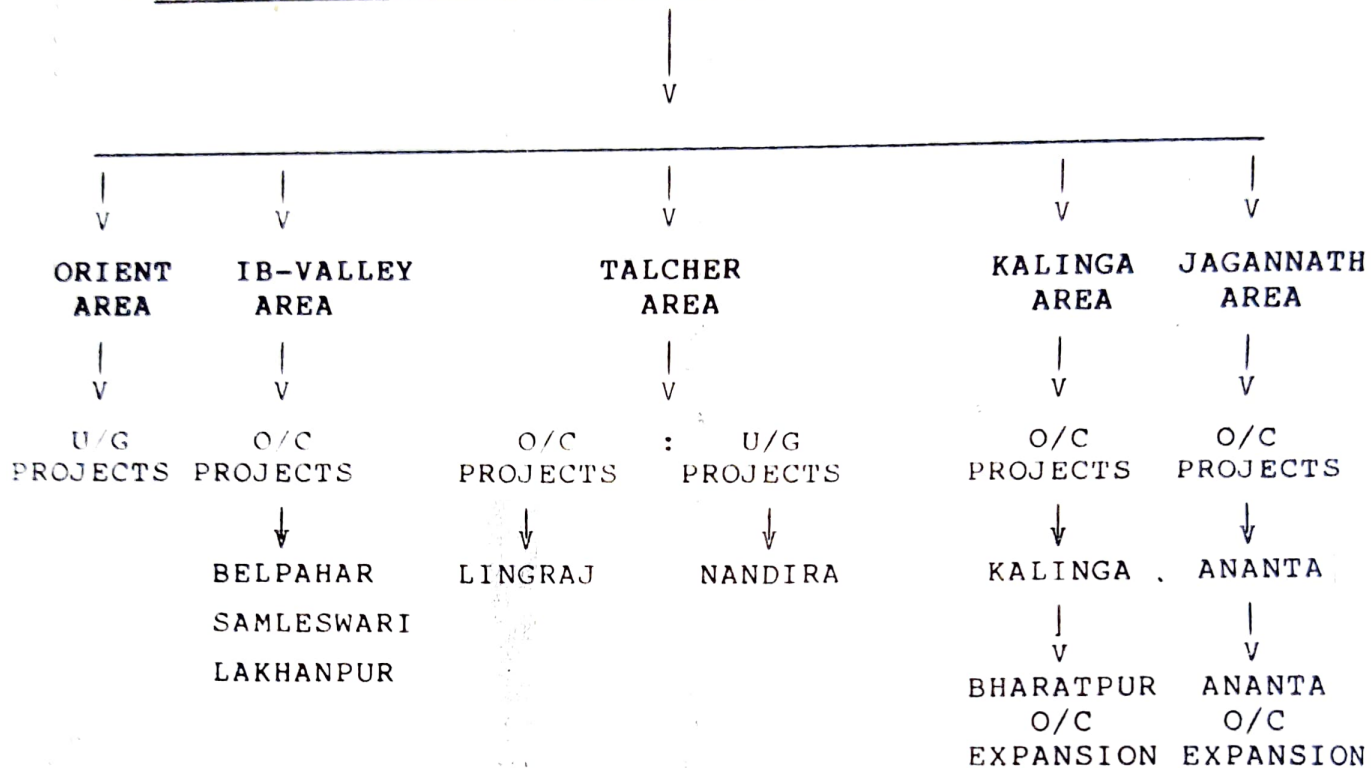 ORIENT AREA
IB-VALLEY AREA
TALCHER AREA
KALINGA AREA
JAGANNATH AREA
U/G PROJECTS
O/C PROJECTS
O/C PROJECTS
:
U/G PROJECTS
O/C PROJECTS
O/C PROJECTS
BELPAHAR
SAMLESWARI
LAKHANPUR
LINGRAJ
NANDIRA
KALINGA
ANANTA
BHARATPUR O/C EXPANSION
ANANTA O/C EXPANSION